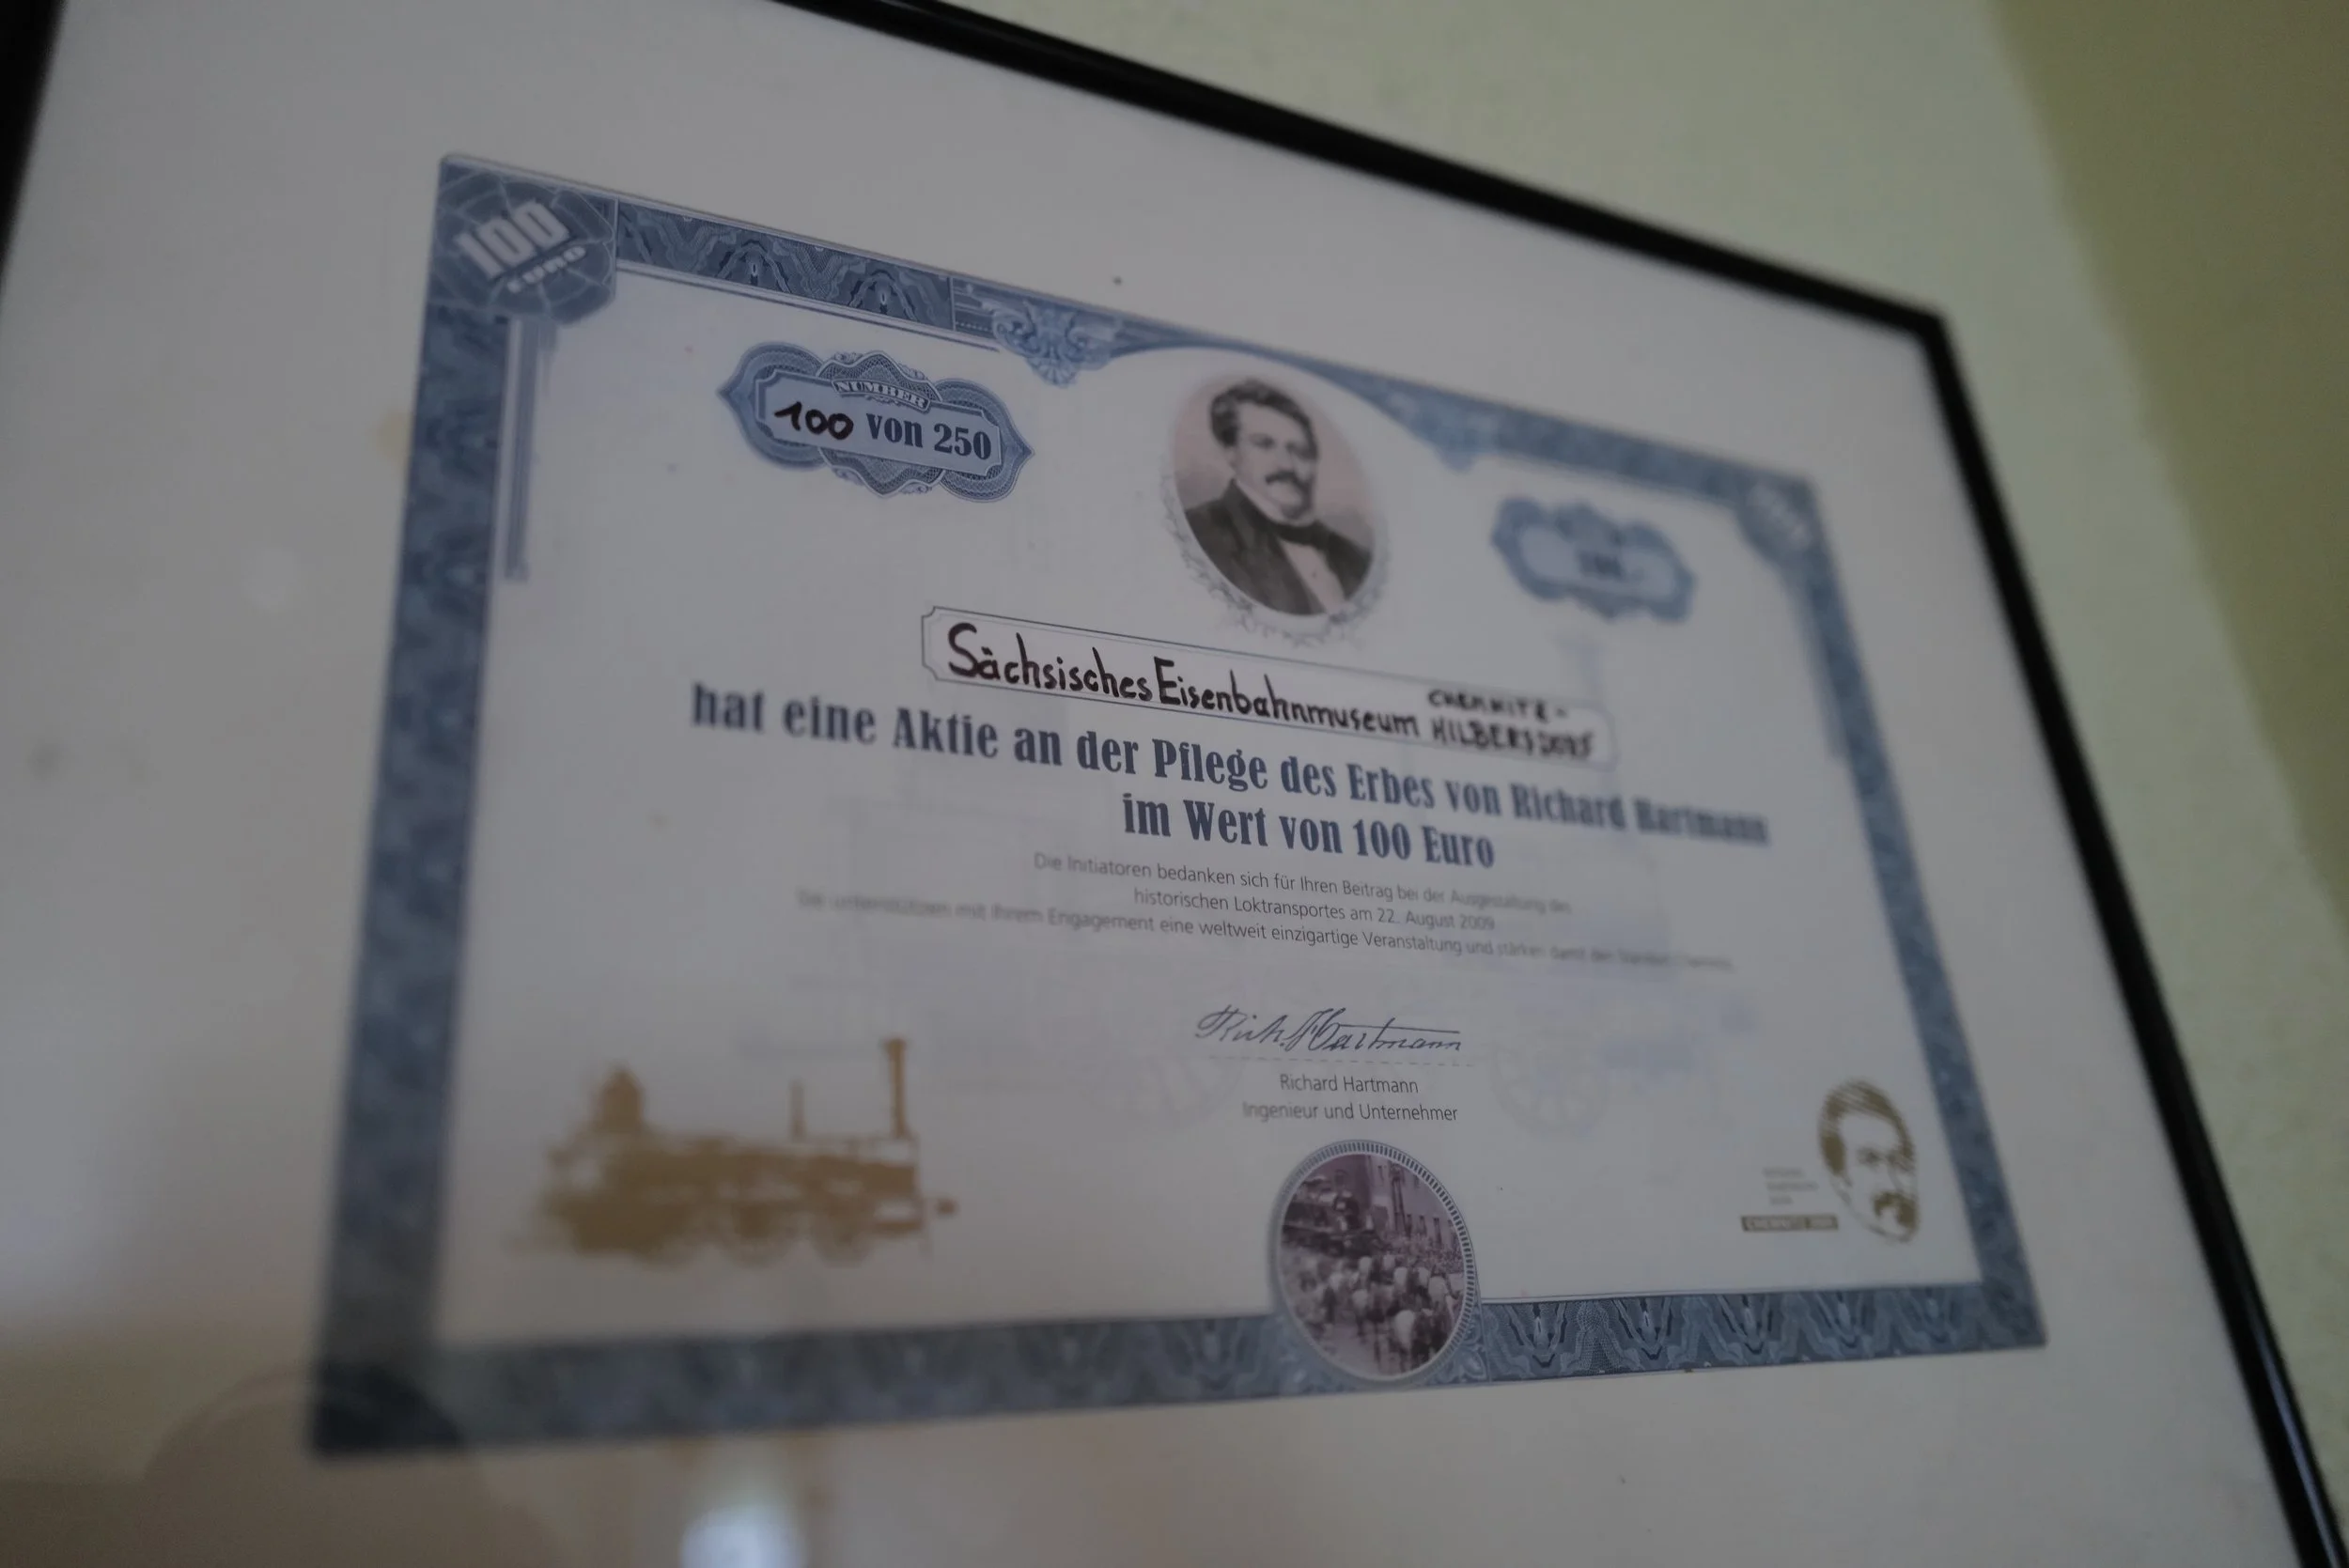 100
EURO
NUMBER
100 von 250
Sächsisches Eisenbahnmuseum CHEMNITZ-
HILBERSDORF
hat eine Aktie an der Pflege des Erbes von Richard Hartmann
im Wert von 100 Euro
Die Initiatoren bedanken sich für Ihren Beitrag bei der Ausgestaltung des
historischen Loktransportes am 22. August 2009
Sie unterstützen mit Ihrem Engagement eine weltweit einzigartige Veranstaltung und stärken damit den Standort Chemnitz.
Rich. Hartmann
Richard Hartmann
Ingenieur und Unternehmer
CHEMNITZ 2009